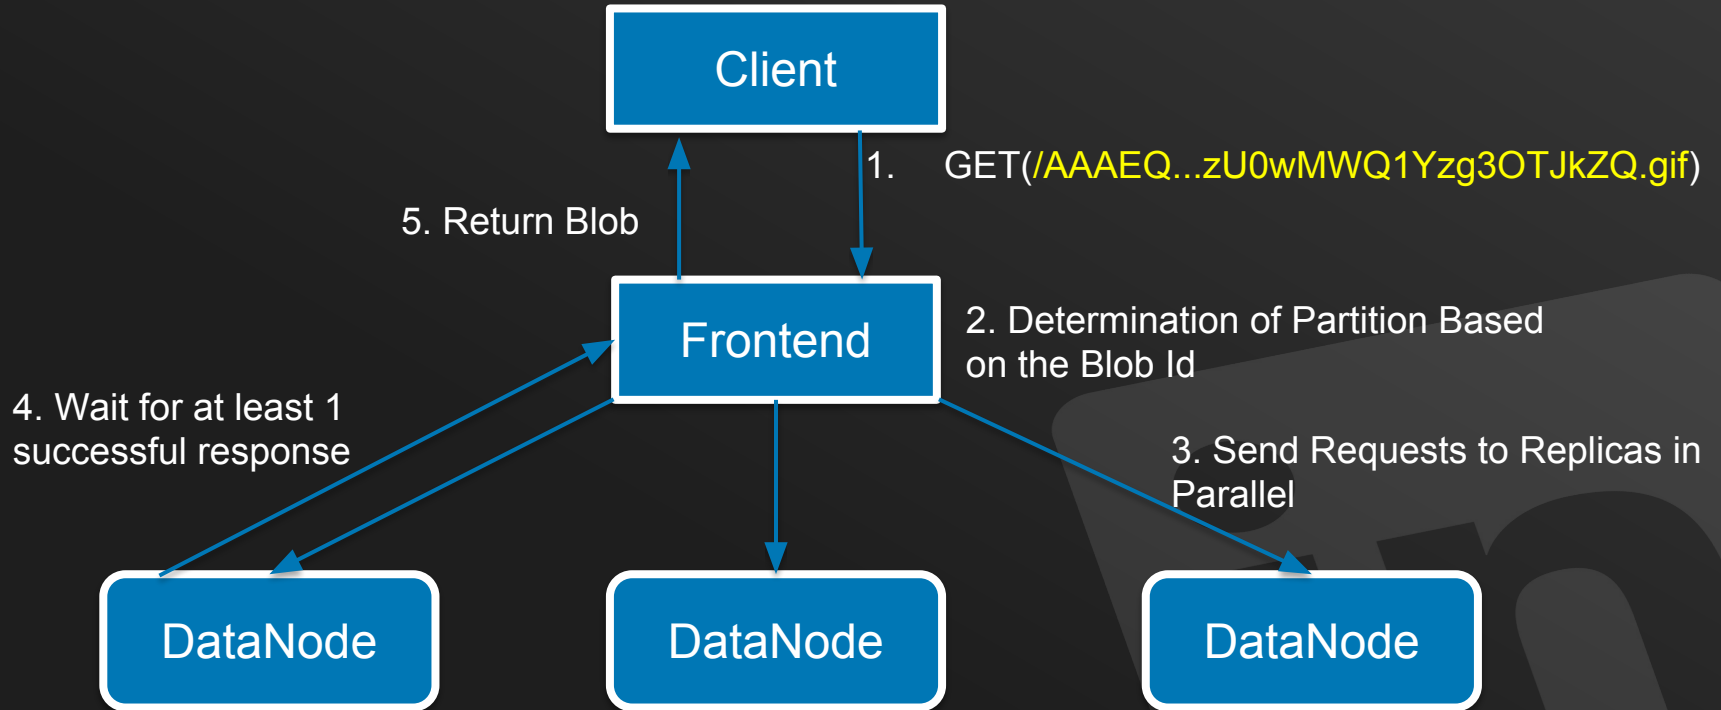 Client
1. GET(/AAAEQ...zU0wMWQ1Yzg3OTJkZQ.gif)
5. Return Blob
Frontend
2. Determination of Partition Based
on the Blob Id
4. Wait for at least 1
successful response
3. Send Requests to Replicas in
Parallel
DataNode
DataNode
DataNode
in